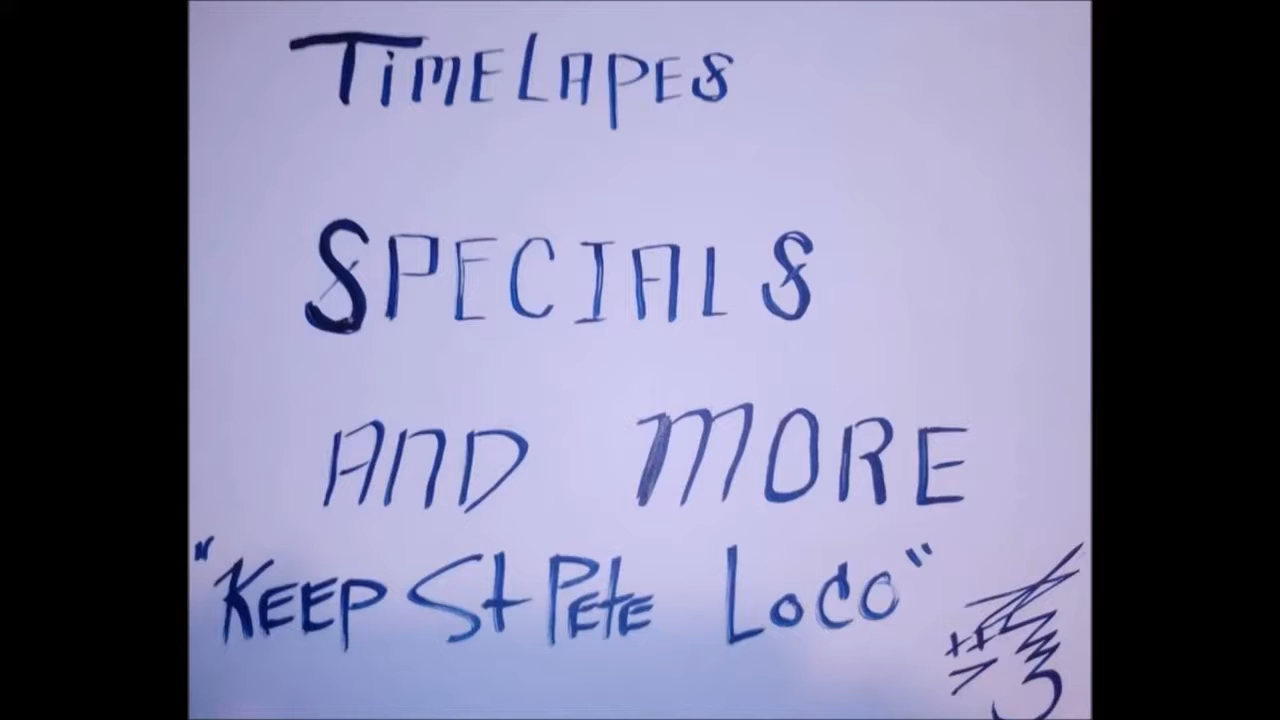 TimELAPES
SPECIALS
AnD mORE
"KEEP St PetE LoCo"